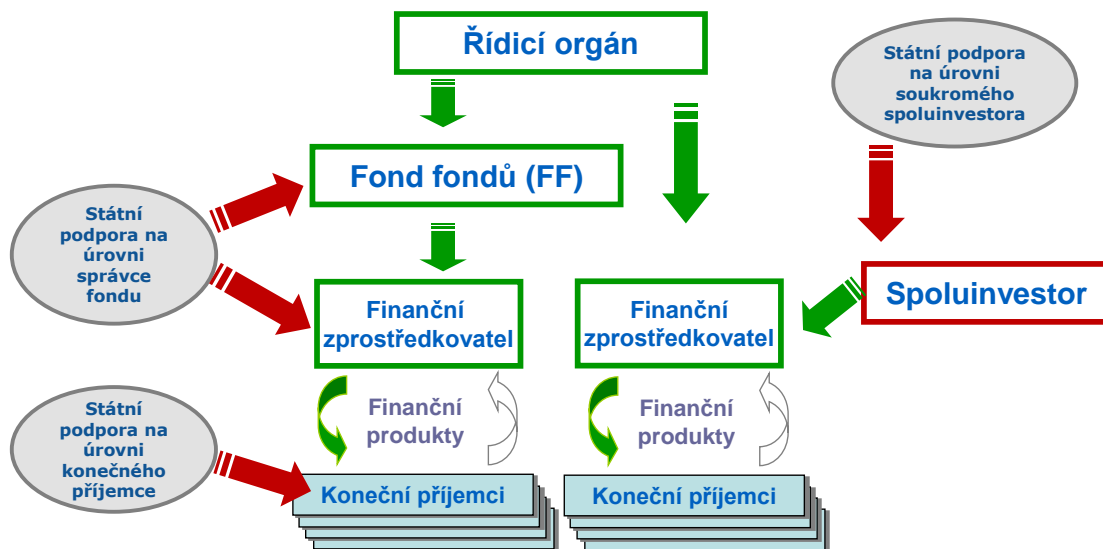 Řídicí orgán
Státní podpora
na úrovni
soukromého
spoluinvestora
Fond fondů (FF)
Státní
podpora na
úrovni
správce
fondu
Spoluinvestor
Finanční
zprostředkovatel
Finanční
zprostředkovatel
Finanční
produkty
Finanční
produkty
Státní
podpora na
úrovni
konečného
příjemce
Koneční příjemci
Koneční příjemci